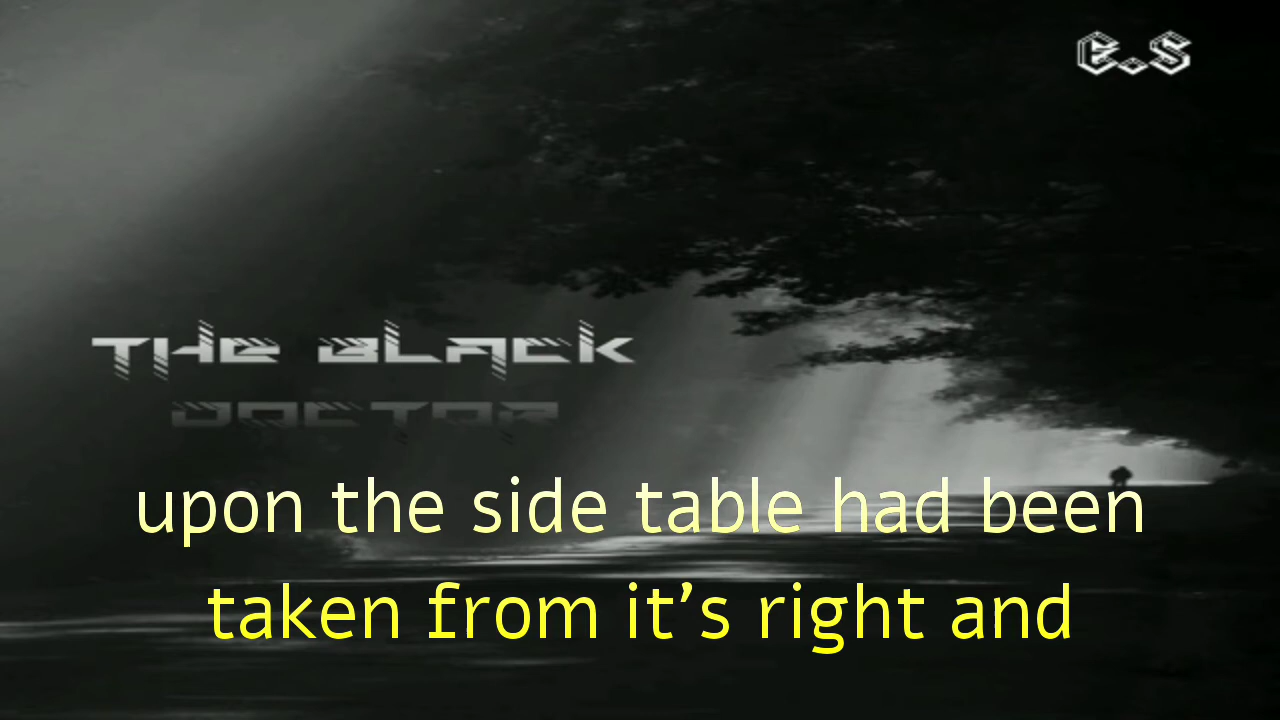 e.s
THE BLACK
DOCTOR
upon the side table had been
taken from it’s right and